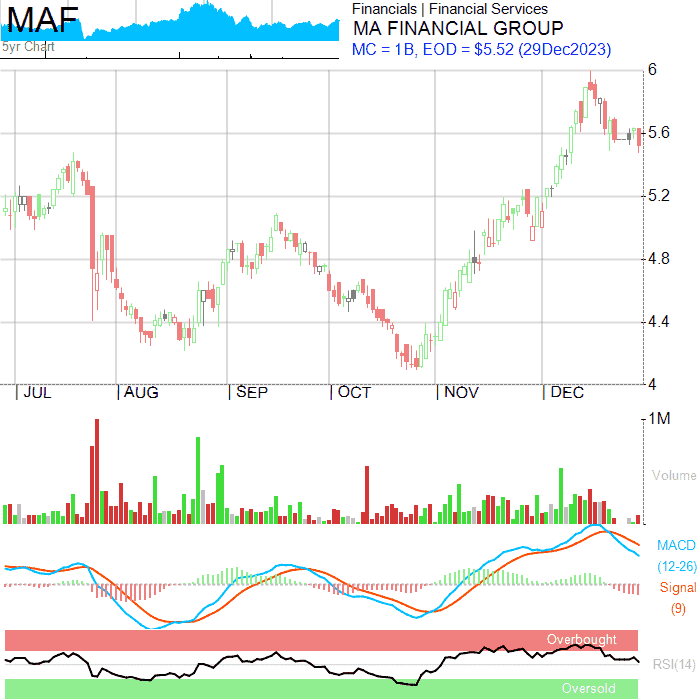 MAF
5yr Chart
Financials | Financial Services
MA FINANCIAL GROUP
MC = 1B, EOD = $5.52 (29Dec2023)
6
5.6
5.2
4.8
4.4
4
JUL AUG SEP OCT NOV DEC
1M
Volume
MACD
(12-26)
Signal
(9)
Overbought
RSI(14)
Oversold